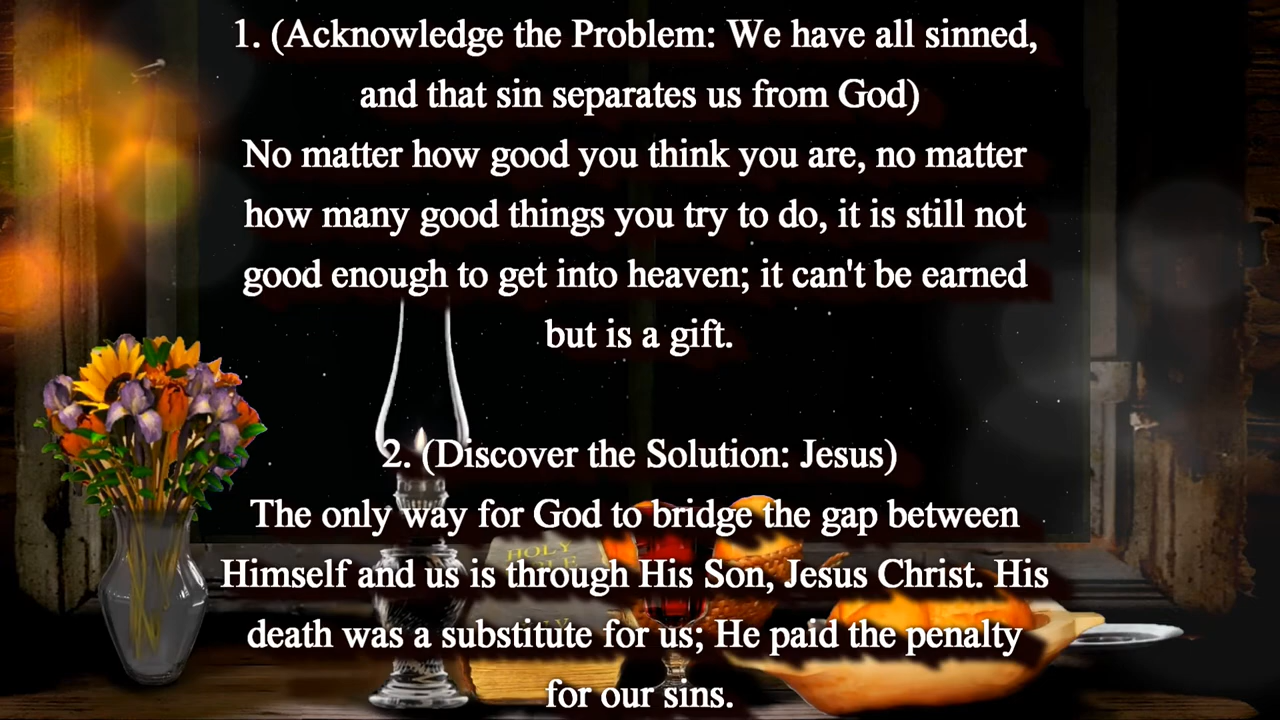 1. (Acknowledge the Problem: We have all sinned,
and that sin separates us from God)
No matter how good you think you are, no matter
how many good things you try to do, it is still not
good enough to get into heaven; it can't be earned
but is a gift.
2. (Discover the Solution: Jesus)
The only way for God to bridge the gap between
HOLY
Himself and us is through His Son, Jesus Christ. His
death was a substitute for us; He paid the penalty
for our sins.